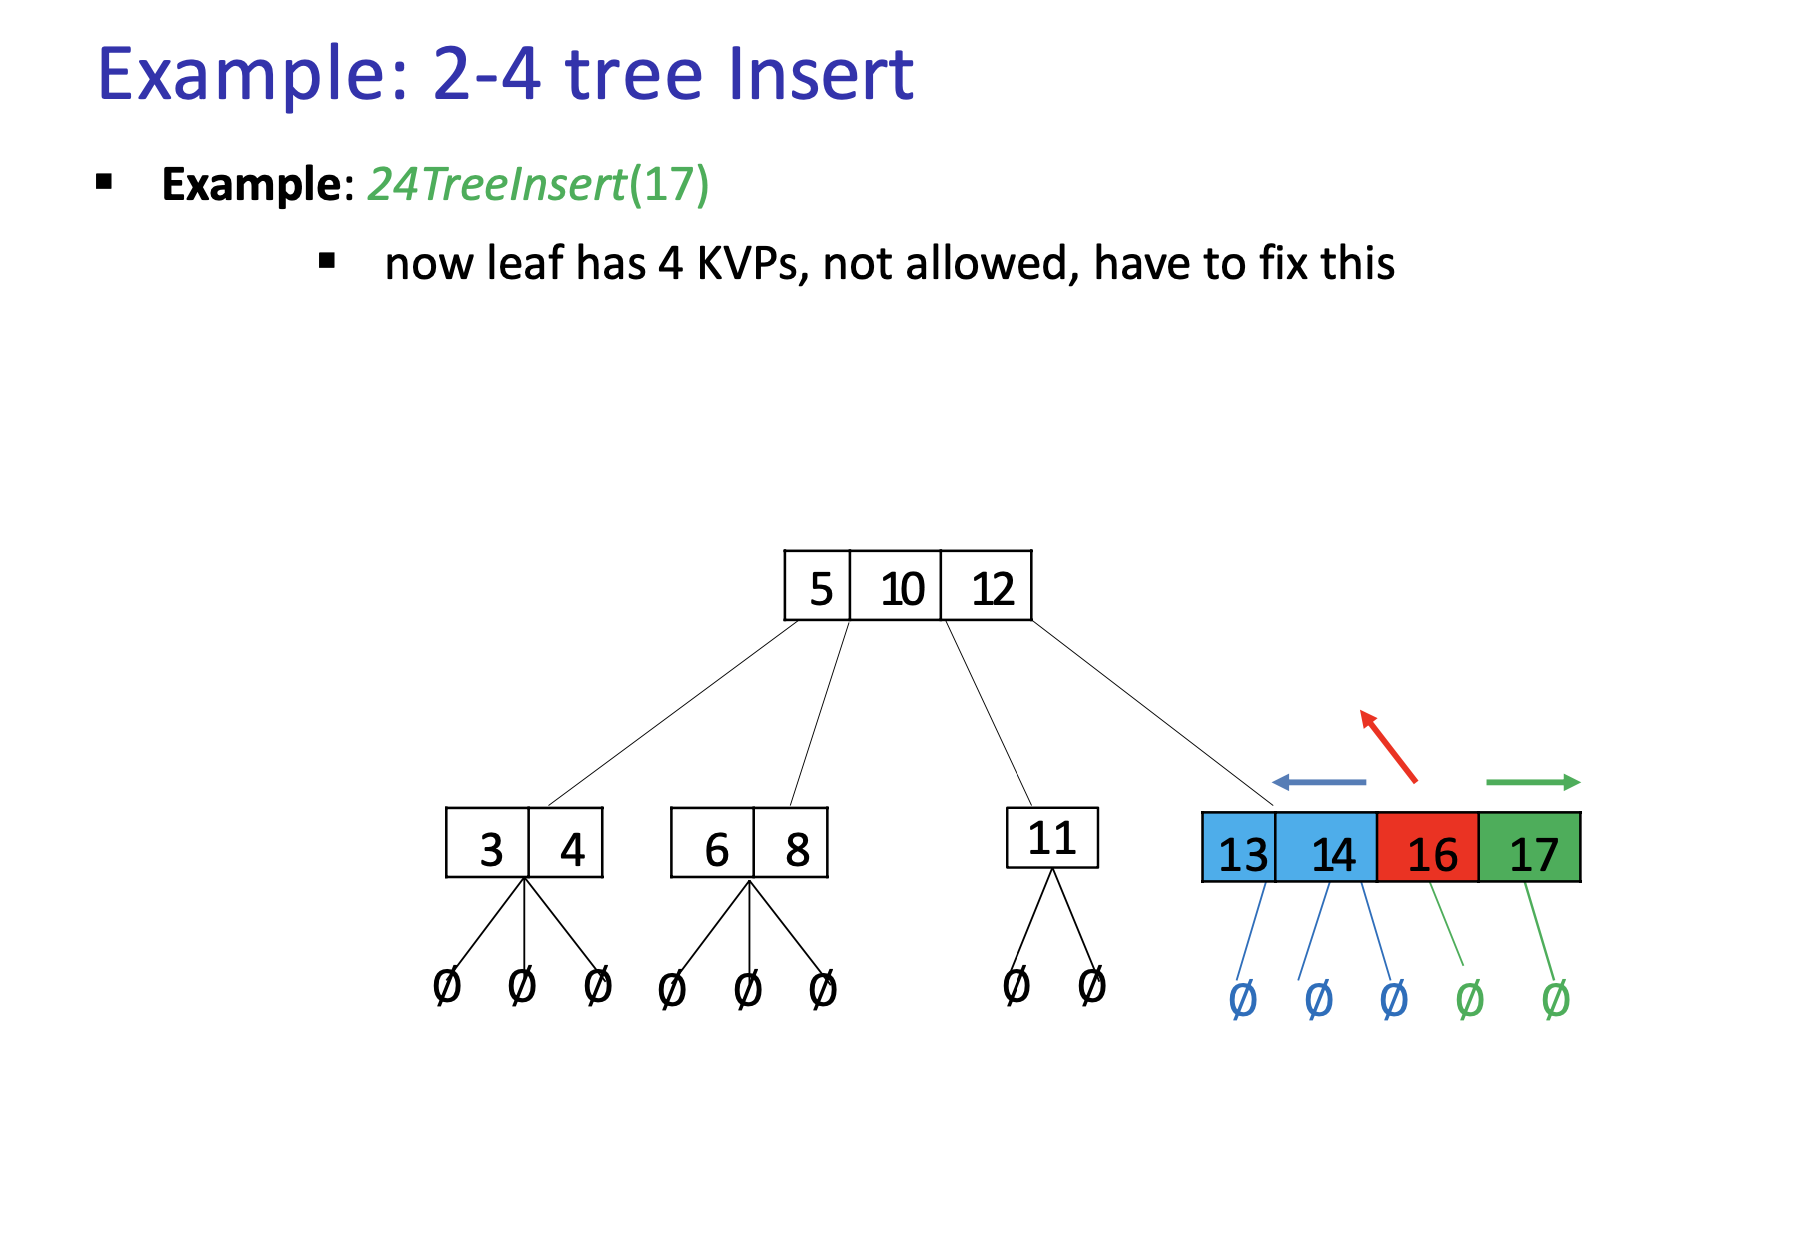 Example: 2-4 tree Insert
▪ Example: 24TreeInsert(17)
▪ now leaf has 4 KVPs, not allowed, have to fix this
5 10 12
3 4 6 8 11 13 14 16 17
Ø Ø Ø Ø Ø Ø Ø Ø Ø Ø Ø Ø Ø